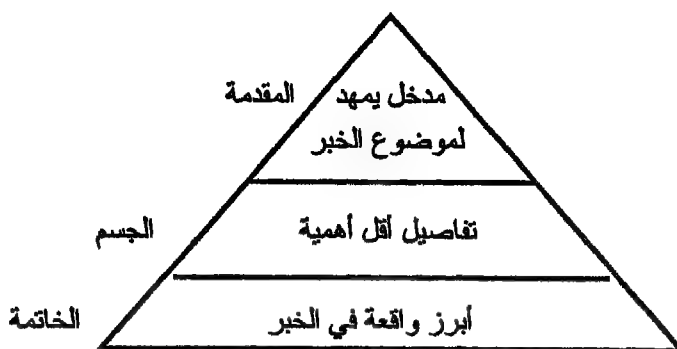 المقدمة
مدخل يمهد
لموضوع الخبر
الجسم
تفاصيل أقل أهمية
الخاتمة
أبرز واقعة في الخبر